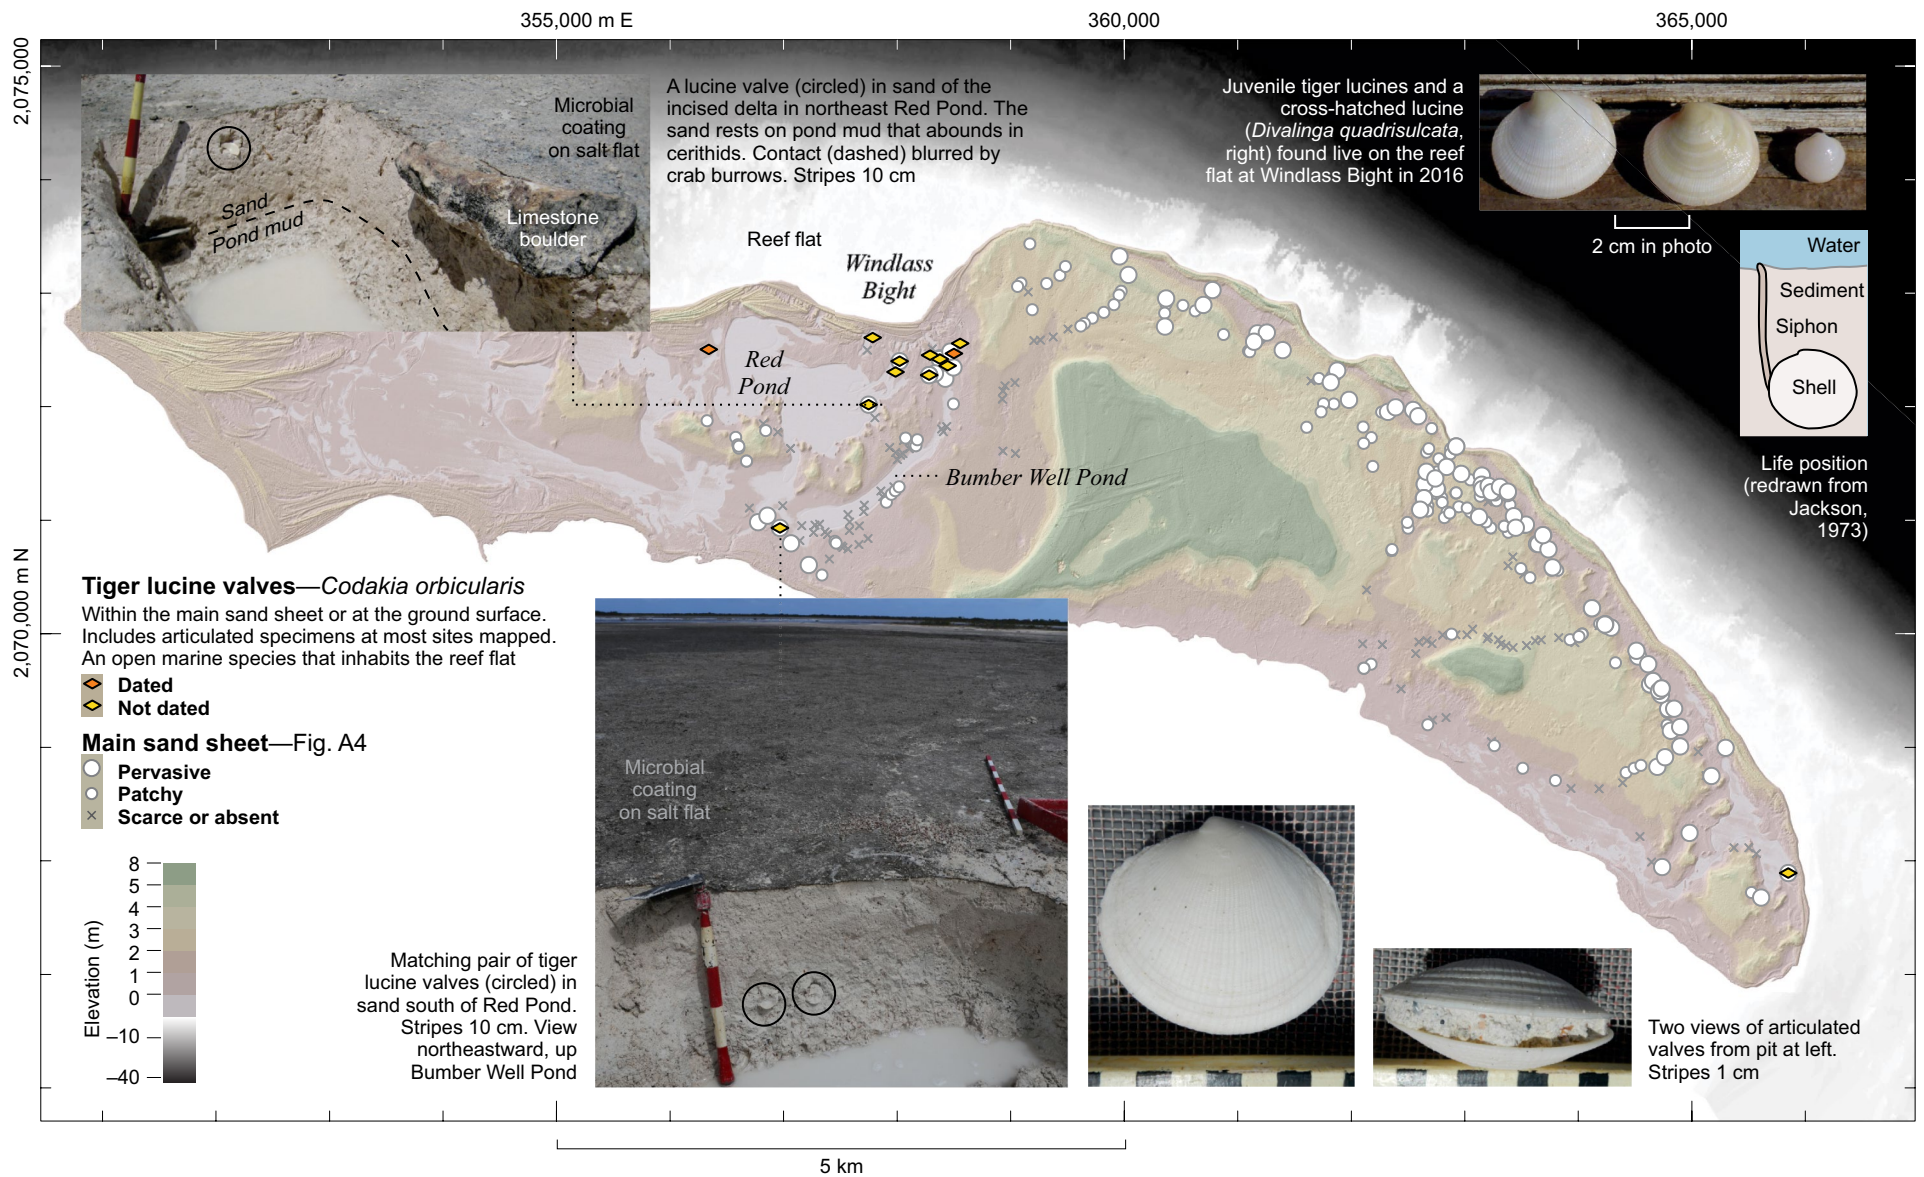 355,000 m E
360,000
365,000
2,075,000
2,070,000 m N
Microbial
coating
on salt flat
Sand
Pond mud
Limestone
boulder
A lucine valve (circled) in sand of the
incised delta in northeast Red Pond. The
sand rests on pond mud that abounds in
cerithids. Contact (dashed) blurred by
crab burrows. Stripes 10 cm
Juvenile tiger lucines and a
cross-hatched lucine
(Divalinga quadrisulcata,
right) found live on the reef
flat at Windlass Bight in 2016
2 cm in photo
Water
Sediment
Siphon
Shell
Life position
(redrawn from
Jackson,
1973)
Reef flat
Windlass
Bight
Red
Pond
Bumber Well Pond
Tiger lucine valves—Codakia orbicularis
Within the main sand sheet or at the ground surface.
Includes articulated specimens at most sites mapped.
An open marine species that inhabits the reef flat
Dated
Not dated
Main sand sheet—Fig. A4
Pervasive
Patchy
Scarce or absent
Elevation (m)
8
5
4
3
2
1
0
–10
–40
Matching pair of tiger
lucine valves (circled) in
sand south of Red Pond.
Stripes 10 cm. View
northeastward, up
Bumber Well Pond
Microbial
coating
on salt flat
Two views of articulated
valves from pit at left.
Stripes 1 cm
5 km